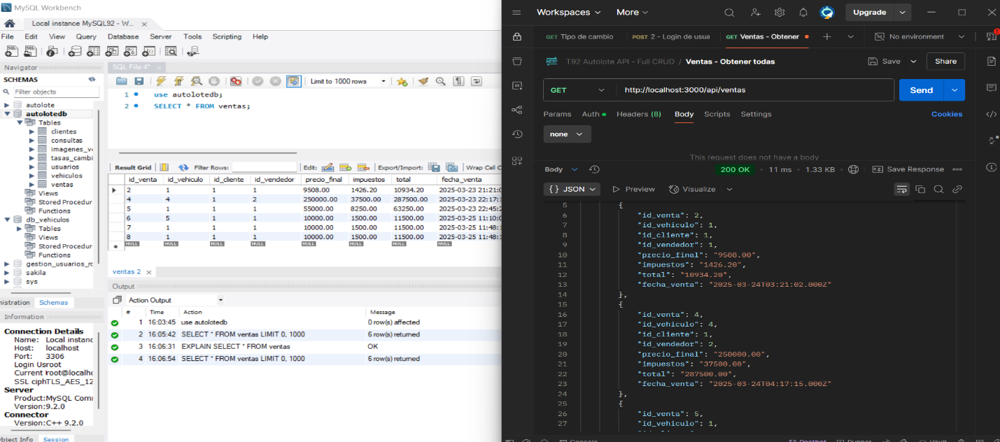 MySQL Workbench
Local instance MySQL92 - W...
File Edit View Query Database Server Tools Scripting Help
Navigator
SCHEMAS
Filter objects
autolote
autolotedb
Tables
clientes
consultas
imagenes_v
tasas_cambi
usuarios
vehiculos
ventas
Views
Stored Procedur
Functions
db_vehiculos
Tables
Views
Stored Procedur
Functions
gestion_usuarios_ro
sakila
sys
nistration Schemas
Information
Connection Details
Name: Local instanc
Host: localhost
Port: 3306
Login Usroot
Current root@localho
SSL ciphTLS_AES_12
Server
Product:MySQL Comm
Version:9.2.0
Connector
Version:C++ 9.2.0
bject Info Session
SQL File 4*
Limit to 1000 rows
1 use autolotedb;
2 SELECT * FROM ventas;
Result Grid Filter Rows: Edit: Export/Import: Wrap Cell C
id_venta id_vehiculo id_cliente id_vendedor precio_final impuestos total fecha_venta
2 1 1 1 9508.00 1426.20 10934.20 2025-03-23 21:21:0
4 4 1 2 250000.00 37500.00 287500.00 2025-03-23 22:17:1
5 1 1 1 55000.00 8250.00 63250.00 2025-03-23 22:45:2
6 5 1 1 10000.00 1500.00 11500.00 2025-03-25 11:10:0
7 1 1 1 10000.00 1500.00 11500.00 2025-03-25 11:48:1
8 1 1 1 10000.00 1500.00 11500.00 2025-03-25 11:48:1
NULL NULL NULL NULL NULL NULL NULL NULL
ventas 2
Output
Action Output
# Time Action Message
1 16:03:45 use autolotedb 0 row(s) affected
2 16:05:42 SELECT * FROM ventas LIMIT 0, 1000 6 row(s) returned
3 16:06:31 EXPLAIN SELECT * FROM ventas OK
4 16:06:54 SELECT * FROM ventas LIMIT 0, 1000 6 row(s) returned
Workspaces More Upgrade
GET Tipo de cambio POST 2 - Login de usua GET Ventas - Obtener No environment
HTTP T92 Autolote API - Full CRUD / Ventas - Obtener todas Save Share
GET http://localhost:3000/api/ventas Send
Params Auth Headers (8) Body Scripts Settings Cookies
none
This request does not have a body
Body 200 OK 11 ms 1.33 KB Save Response
{ } JSON Preview Visualize
5 {
6 "id_venta": 2,
7 "id_vehiculo": 1,
8 "id_cliente": 1,
9 "id_vendedor": 1,
10 "precio_final": "9508.00",
11 "impuestos": "1426.20",
12 "total": "10934.20",
13 "fecha_venta": "2025-03-24T03:21:02.000Z"
14 },
15 {
16 "id_venta": 4,
17 "id_vehiculo": 4,
18 "id_cliente": 1,
19 "id_vendedor": 2,
20 "precio_final": "250000.00",
21 "impuestos": "37500.00",
22 "total": "287500.00",
23 "fecha_venta": "2025-03-24T04:17:15.000Z"
24 },
25 {
26 "id_venta": 5,
27 "id_vehiculo": 1,
Console Postbot Runner Vault